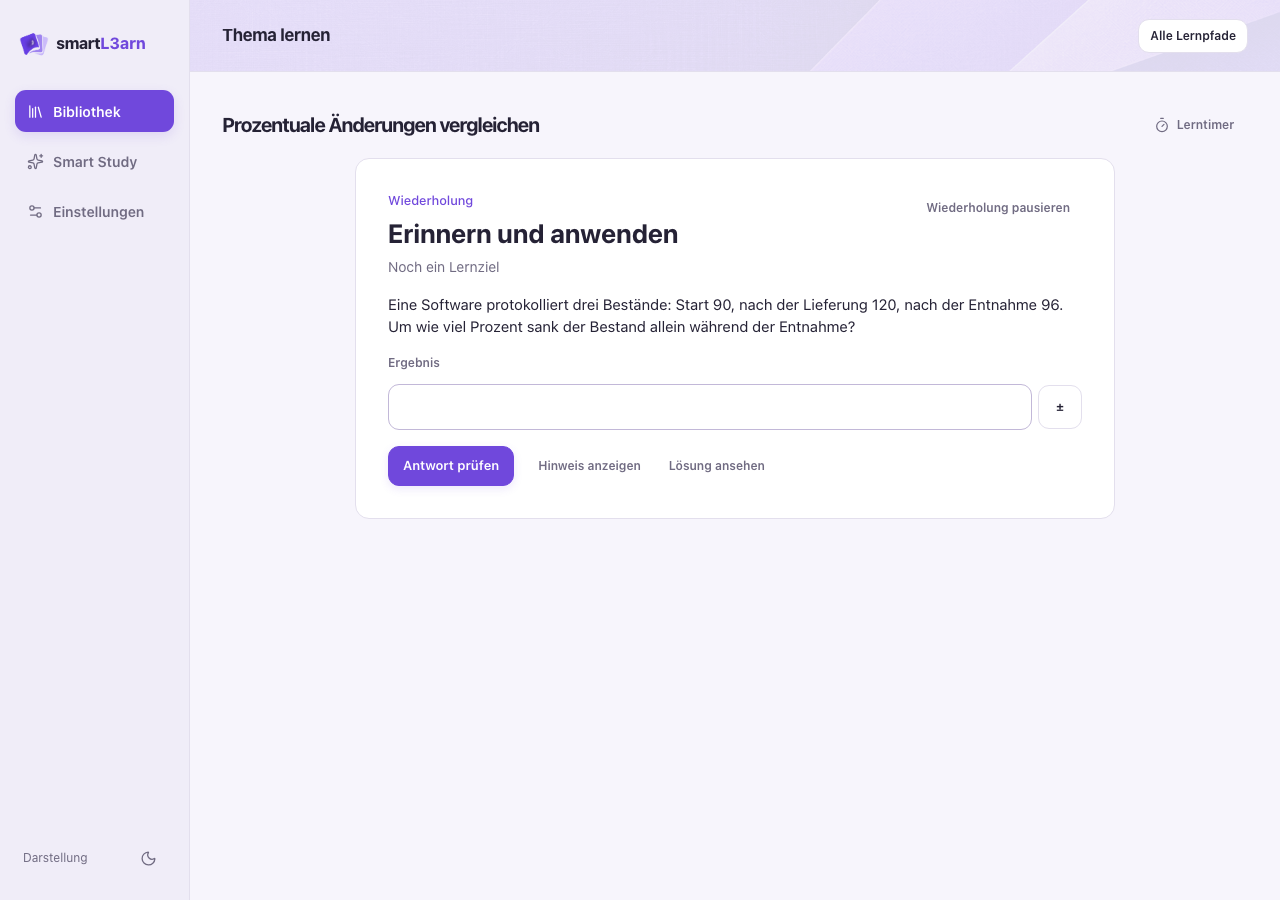 smartL3arn
Bibliothek
Smart Study
Einstellungen
Darstellung
Thema lernen
Alle Lernpfade
Prozentuale Änderungen vergleichen
Lerntimer
Wiederholung
Wiederholung pausieren
Erinnern und anwenden
Noch ein Lernziel
Eine Software protokolliert drei Bestände: Start 90, nach der Lieferung 120, nach der Entnahme 96.
Um wie viel Prozent sank der Bestand allein während der Entnahme?
Ergebnis
±
Antwort prüfen
Hinweis anzeigen
Lösung ansehen